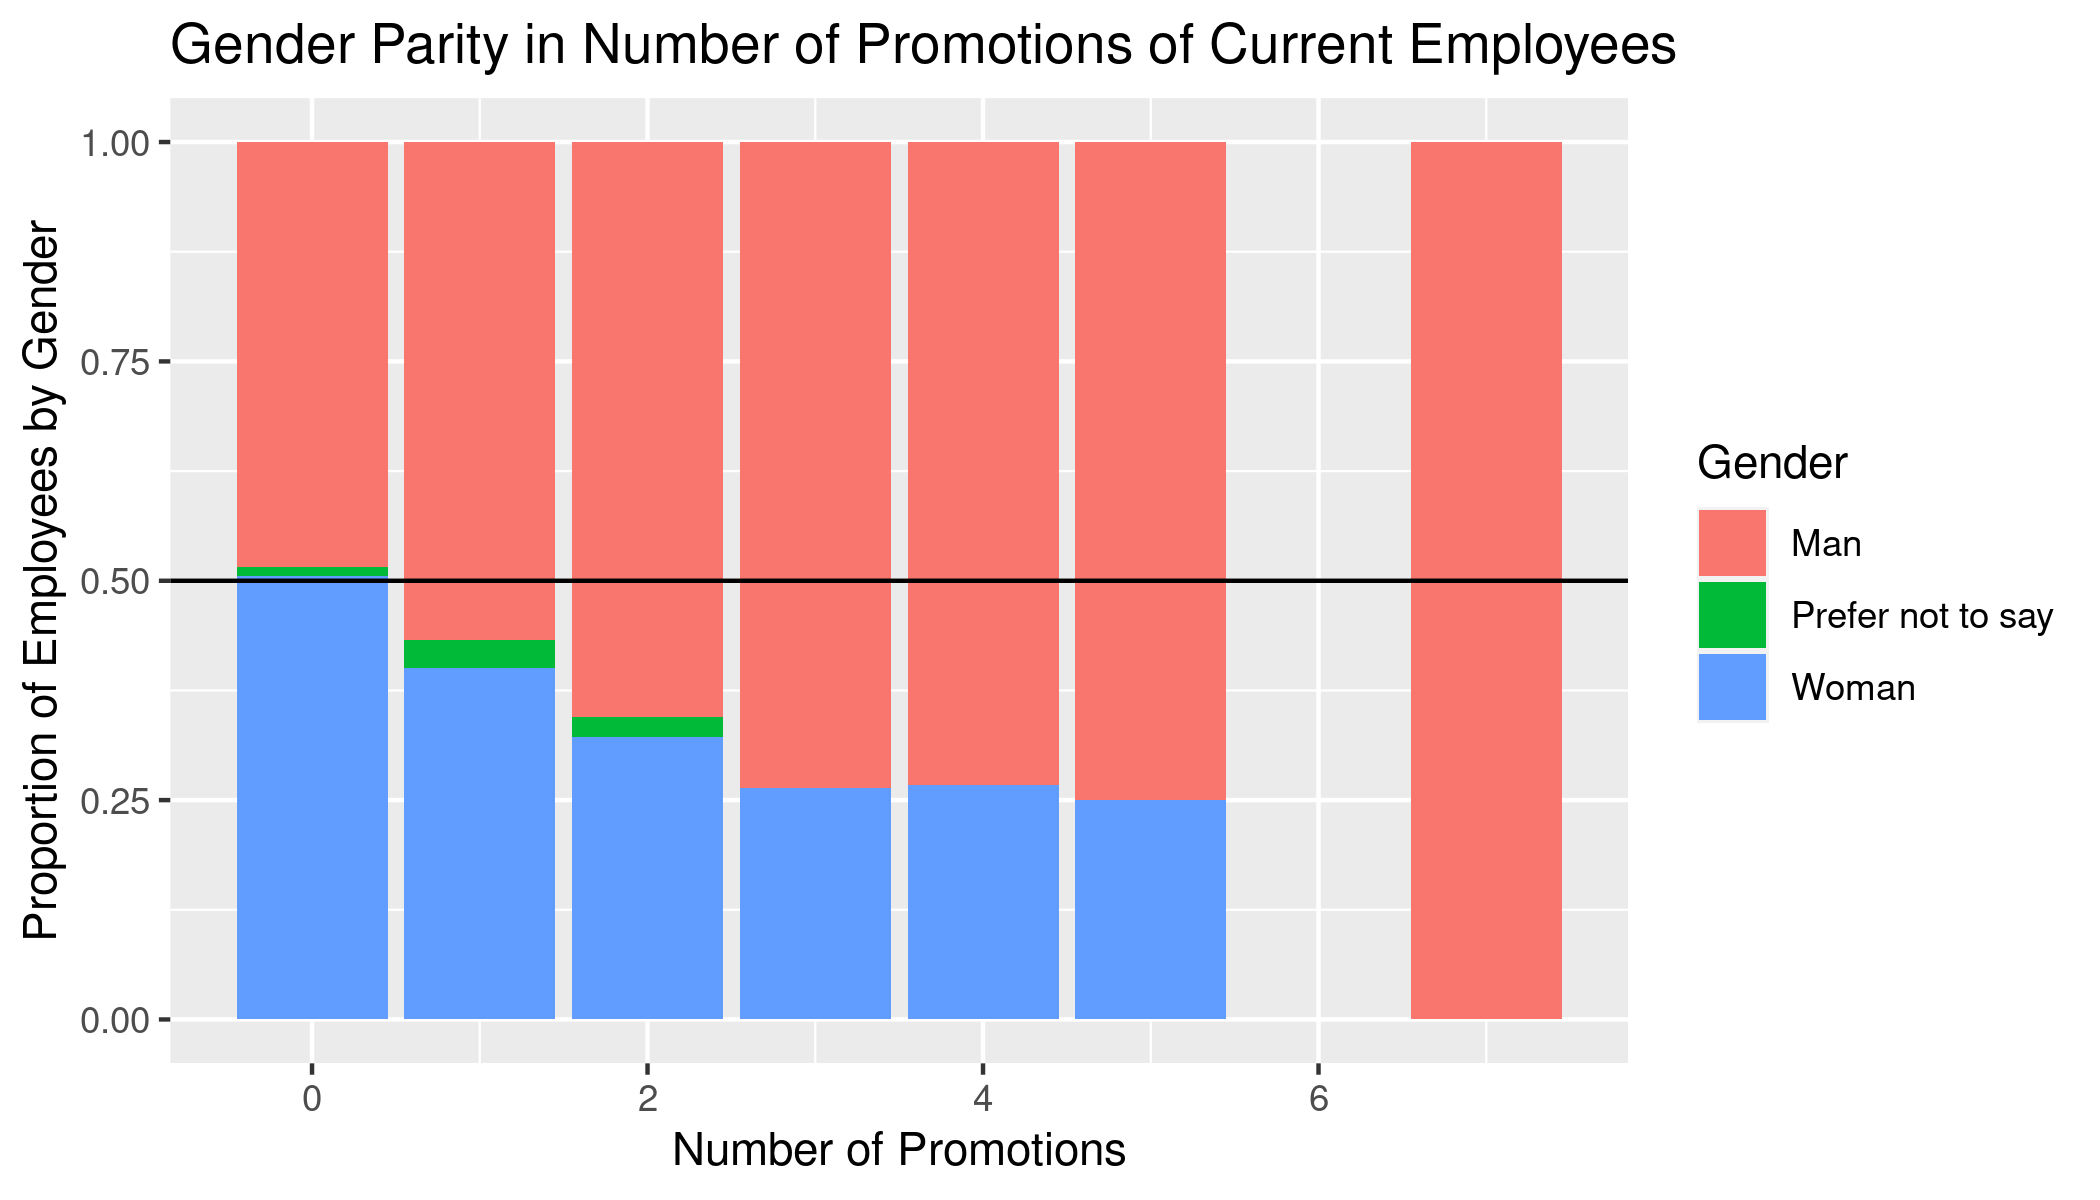 Gender Parity in Number of Promotions of Current Employees
Proportion of Employees by Gender
1.00
0.75
0.50
0.25
0.00
0 2 4 6
Number of Promotions
Gender
Man
Prefer not to say
Woman